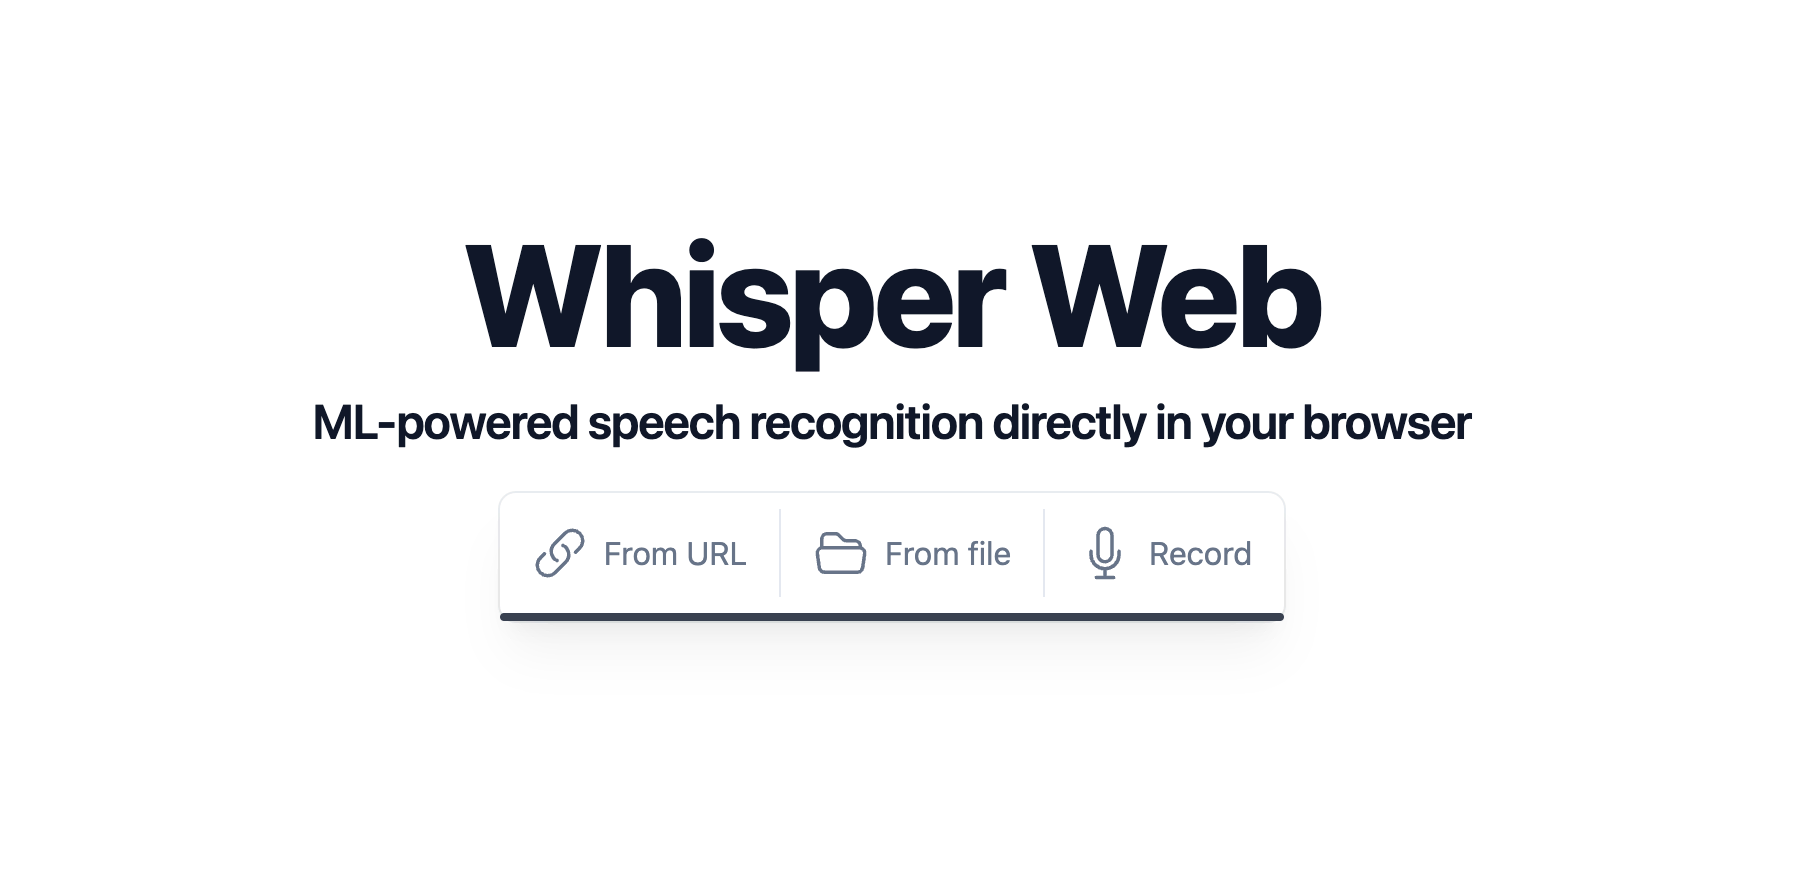 Whisper Web
ML-powered speech recognition directly in your browser
From URL
From file
Record